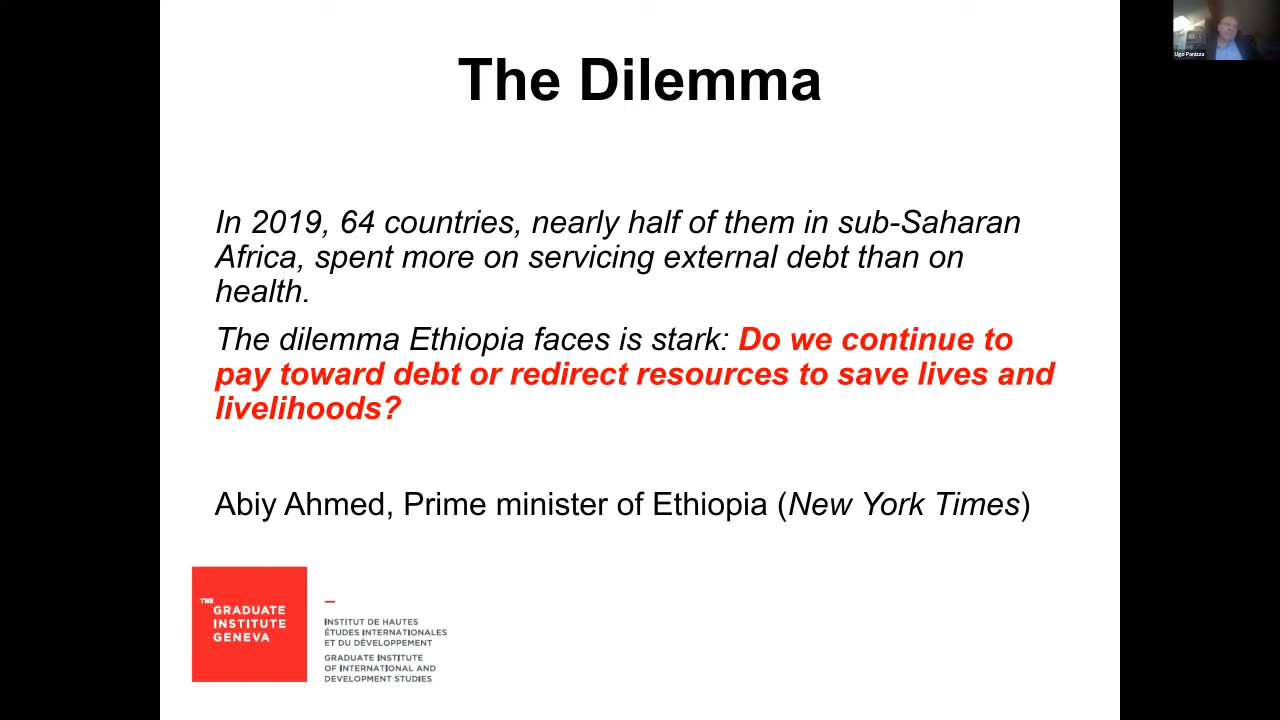 The Dilemma
Ugo Panizza
In 2019, 64 countries, nearly half of them in sub-Saharan
Africa, spent more on servicing external debt than on
health.
The dilemma Ethiopia faces is stark: Do we continue to
pay toward debt or redirect resources to save lives and
livelihoods?
Abiy Ahmed, Prime minister of Ethiopia (New York Times)
THE
GRADUATE
INSTITUTE
GENEVA
INSTITUT DE HAUTES
ÉTUDES INTERNATIONALES
ET DU DÉVELOPPEMENT
GRADUATE INSTITUTE
OF INTERNATIONAL AND
DEVELOPMENT STUDIES